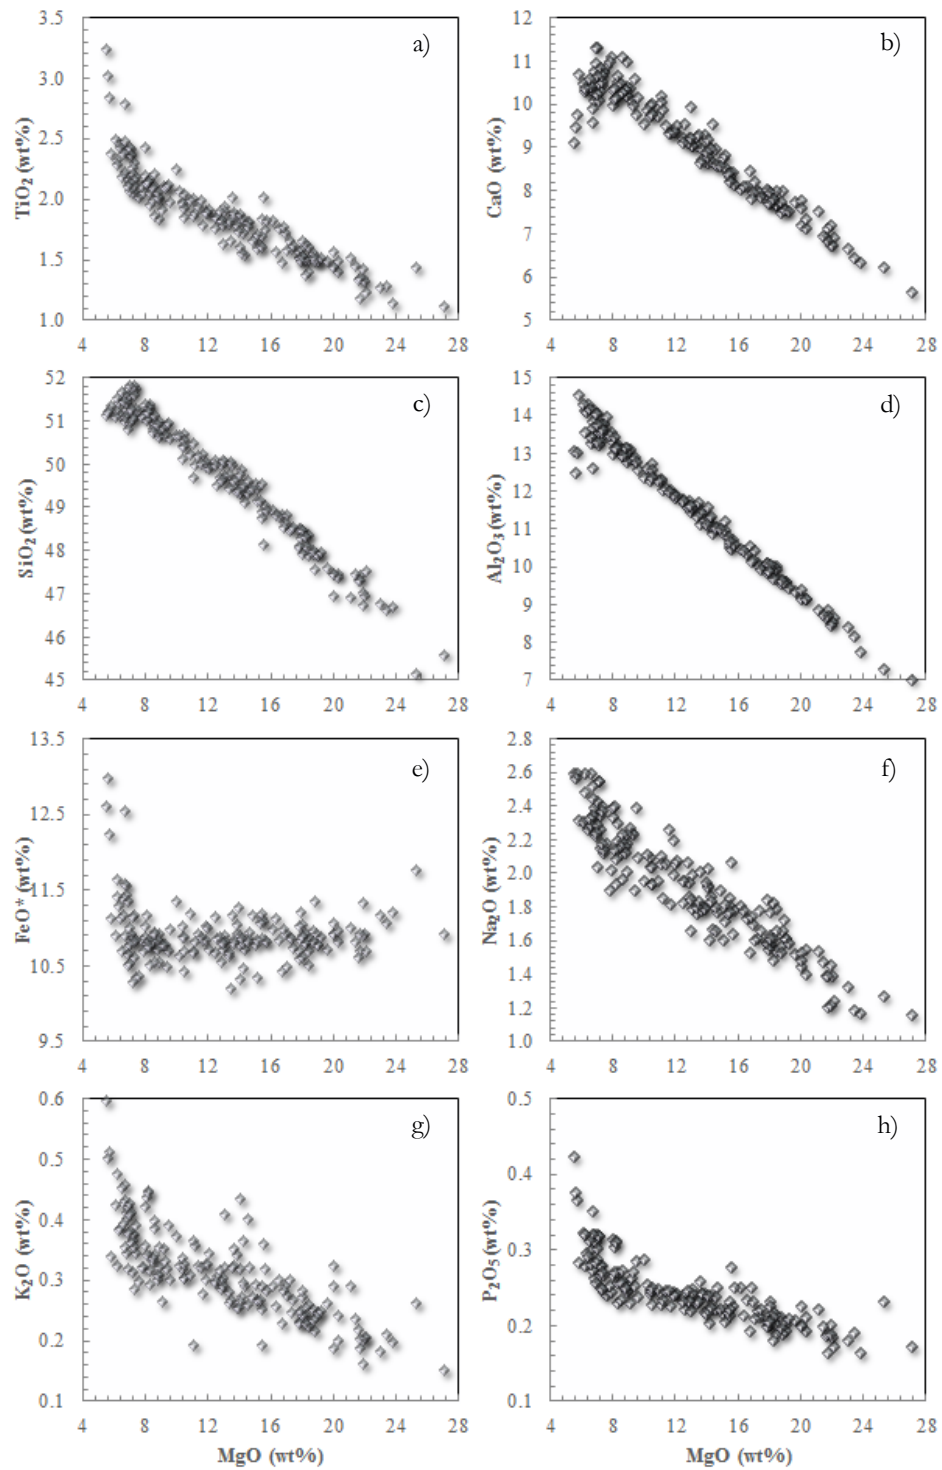 3.5
3.0
2.5
2.0
1.5
1.0
TiO₂ (wt%)
a)
4 8 12 16 20 24 28
12
11
10
9
8
7
6
5
CaO (wt%)
b)
4 8 12 16 20 24 28
52
51
50
49
48
47
46
45
SiO₂ (wt%)
c)
4 8 12 16 20 24 28
15
14
13
12
11
10
9
8
7
Al₂O₃ (wt%)
d)
4 8 12 16 20 24 28
13.5
12.5
11.5
10.5
9.5
FeO* (wt%)
e)
4 8 12 16 20 24 28
2.8
2.6
2.4
2.2
2.0
1.8
1.6
1.4
1.2
1.0
Na₂O (wt%)
f)
4 8 12 16 20 24 28
0.6
0.5
0.4
0.3
0.2
0.1
K₂O (wt%)
g)
4 8 12 16 20 24 28
MgO (wt%)
0.5
0.4
0.3
0.2
0.1
P₂O₅ (wt%)
h)
4 8 12 16 20 24 28
MgO (wt%)